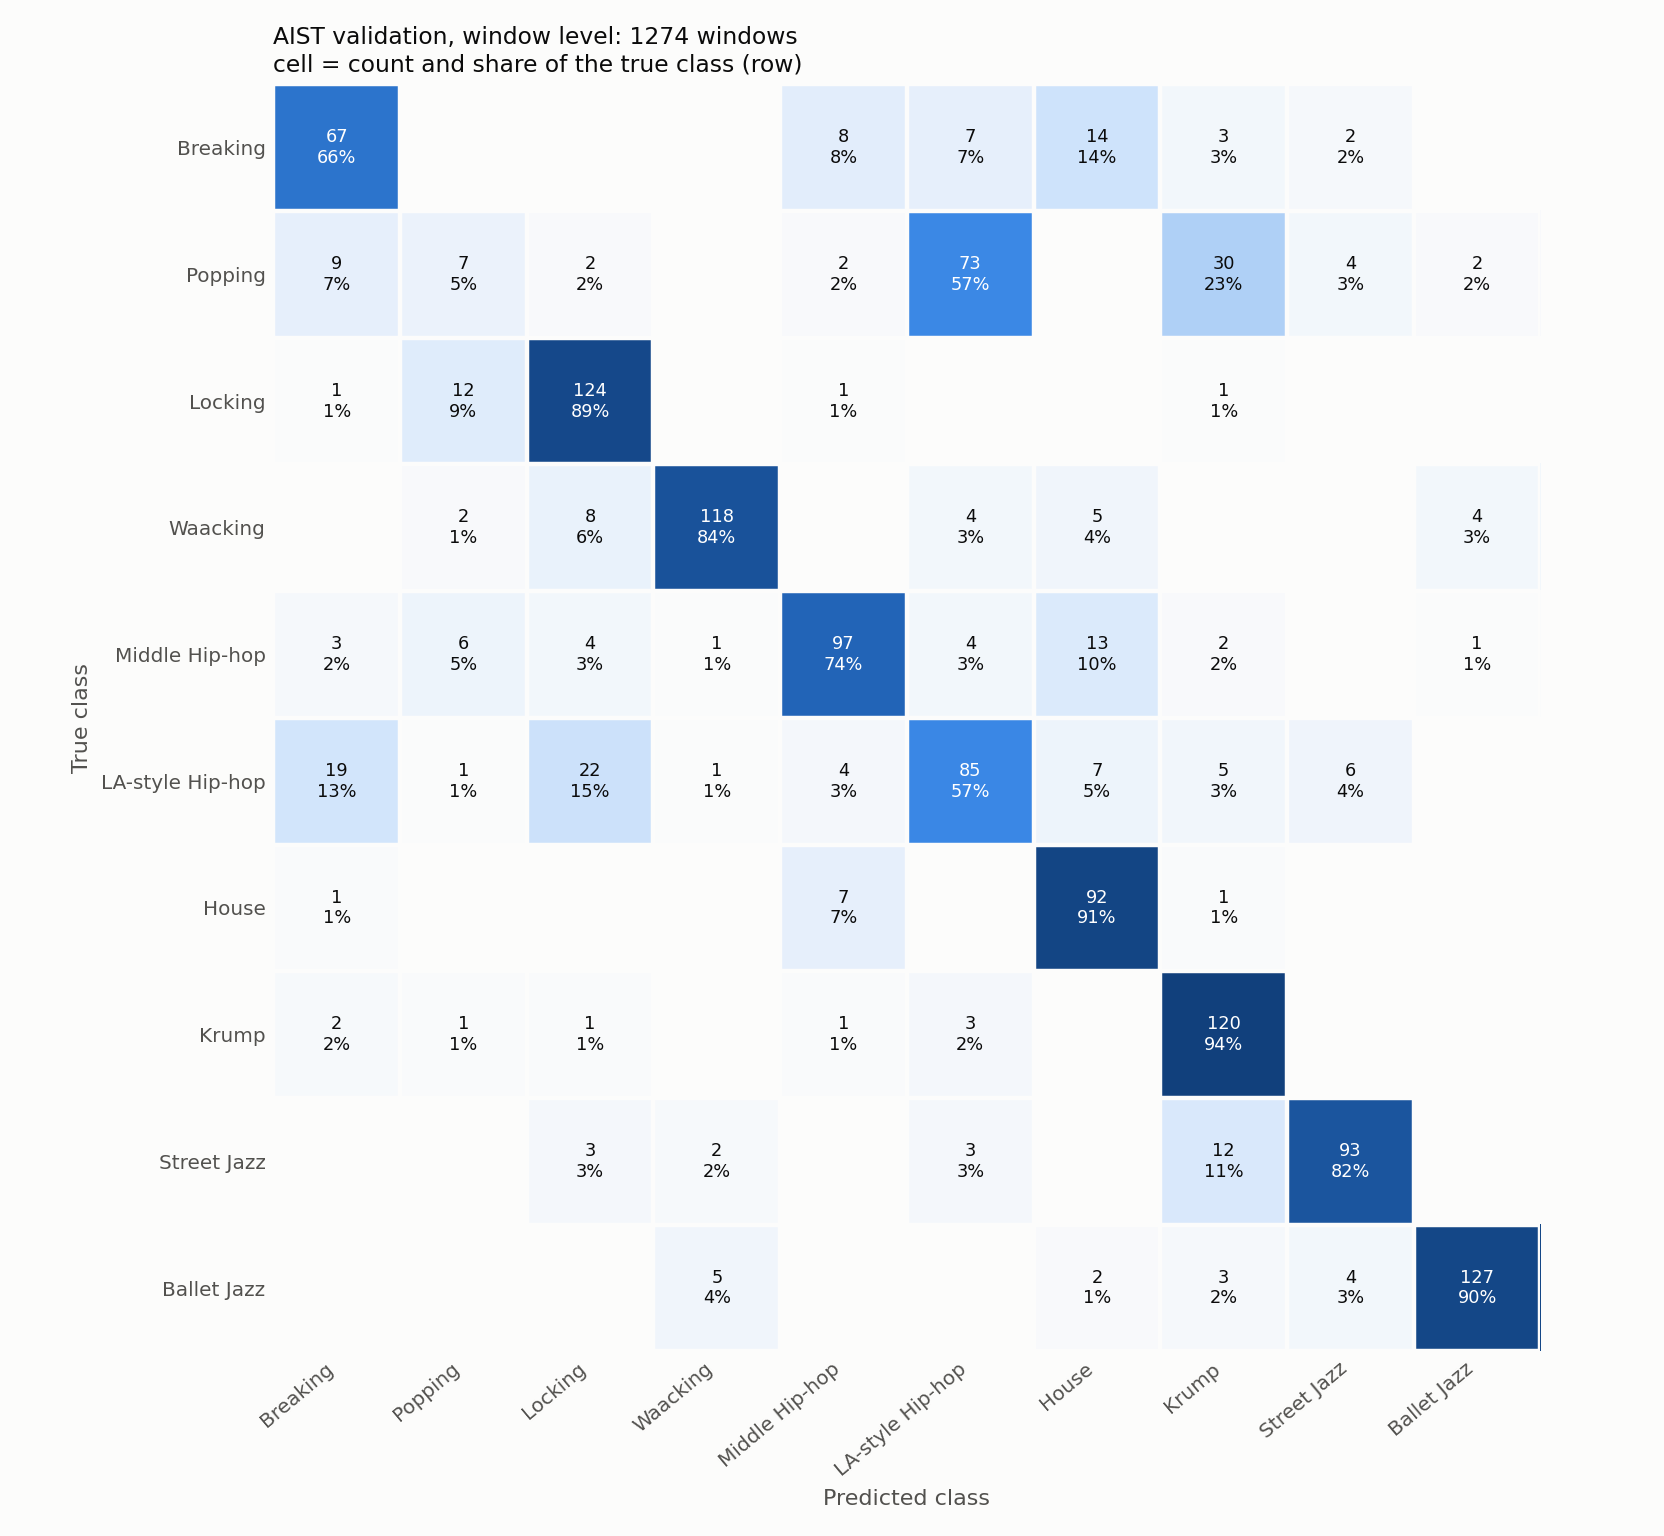 AIST validation, window level: 1274 windows
cell = count and share of the true class (row)
Breaking
67 8 7 14 3 2
66% 8% 7% 14% 3% 2%
Popping
9 7 2 2 73 30 4 2
7% 5% 2% 2% 57% 23% 3% 2%
Locking
1 12 124 1 1
1% 9% 89% 1% 1%
Waacking
2 8 118 4 5 4
1% 6% 84% 3% 4% 3%
Middle Hip-hop
3 6 4 1 97 4 13 2 1
2% 5% 3% 1% 74% 3% 10% 2% 1%
True class
LA-style Hip-hop
19 1 22 1 4 85 7 5 6
13% 1% 15% 1% 3% 57% 5% 3% 4%
House
1 7 92 1
1% 7% 91% 1%
Krump
2 1 1 1 3 120
2% 1% 1% 1% 2% 94%
Street Jazz
3 2 3 12 93
3% 2% 3% 11% 82%
Ballet Jazz
5 2 3 4 127
4% 1% 2% 3% 90%
Breaking
Popping
Locking
Waacking
Middle Hip-hop
LA-style Hip-hop
House
Krump
Street Jazz
Ballet Jazz
Predicted class